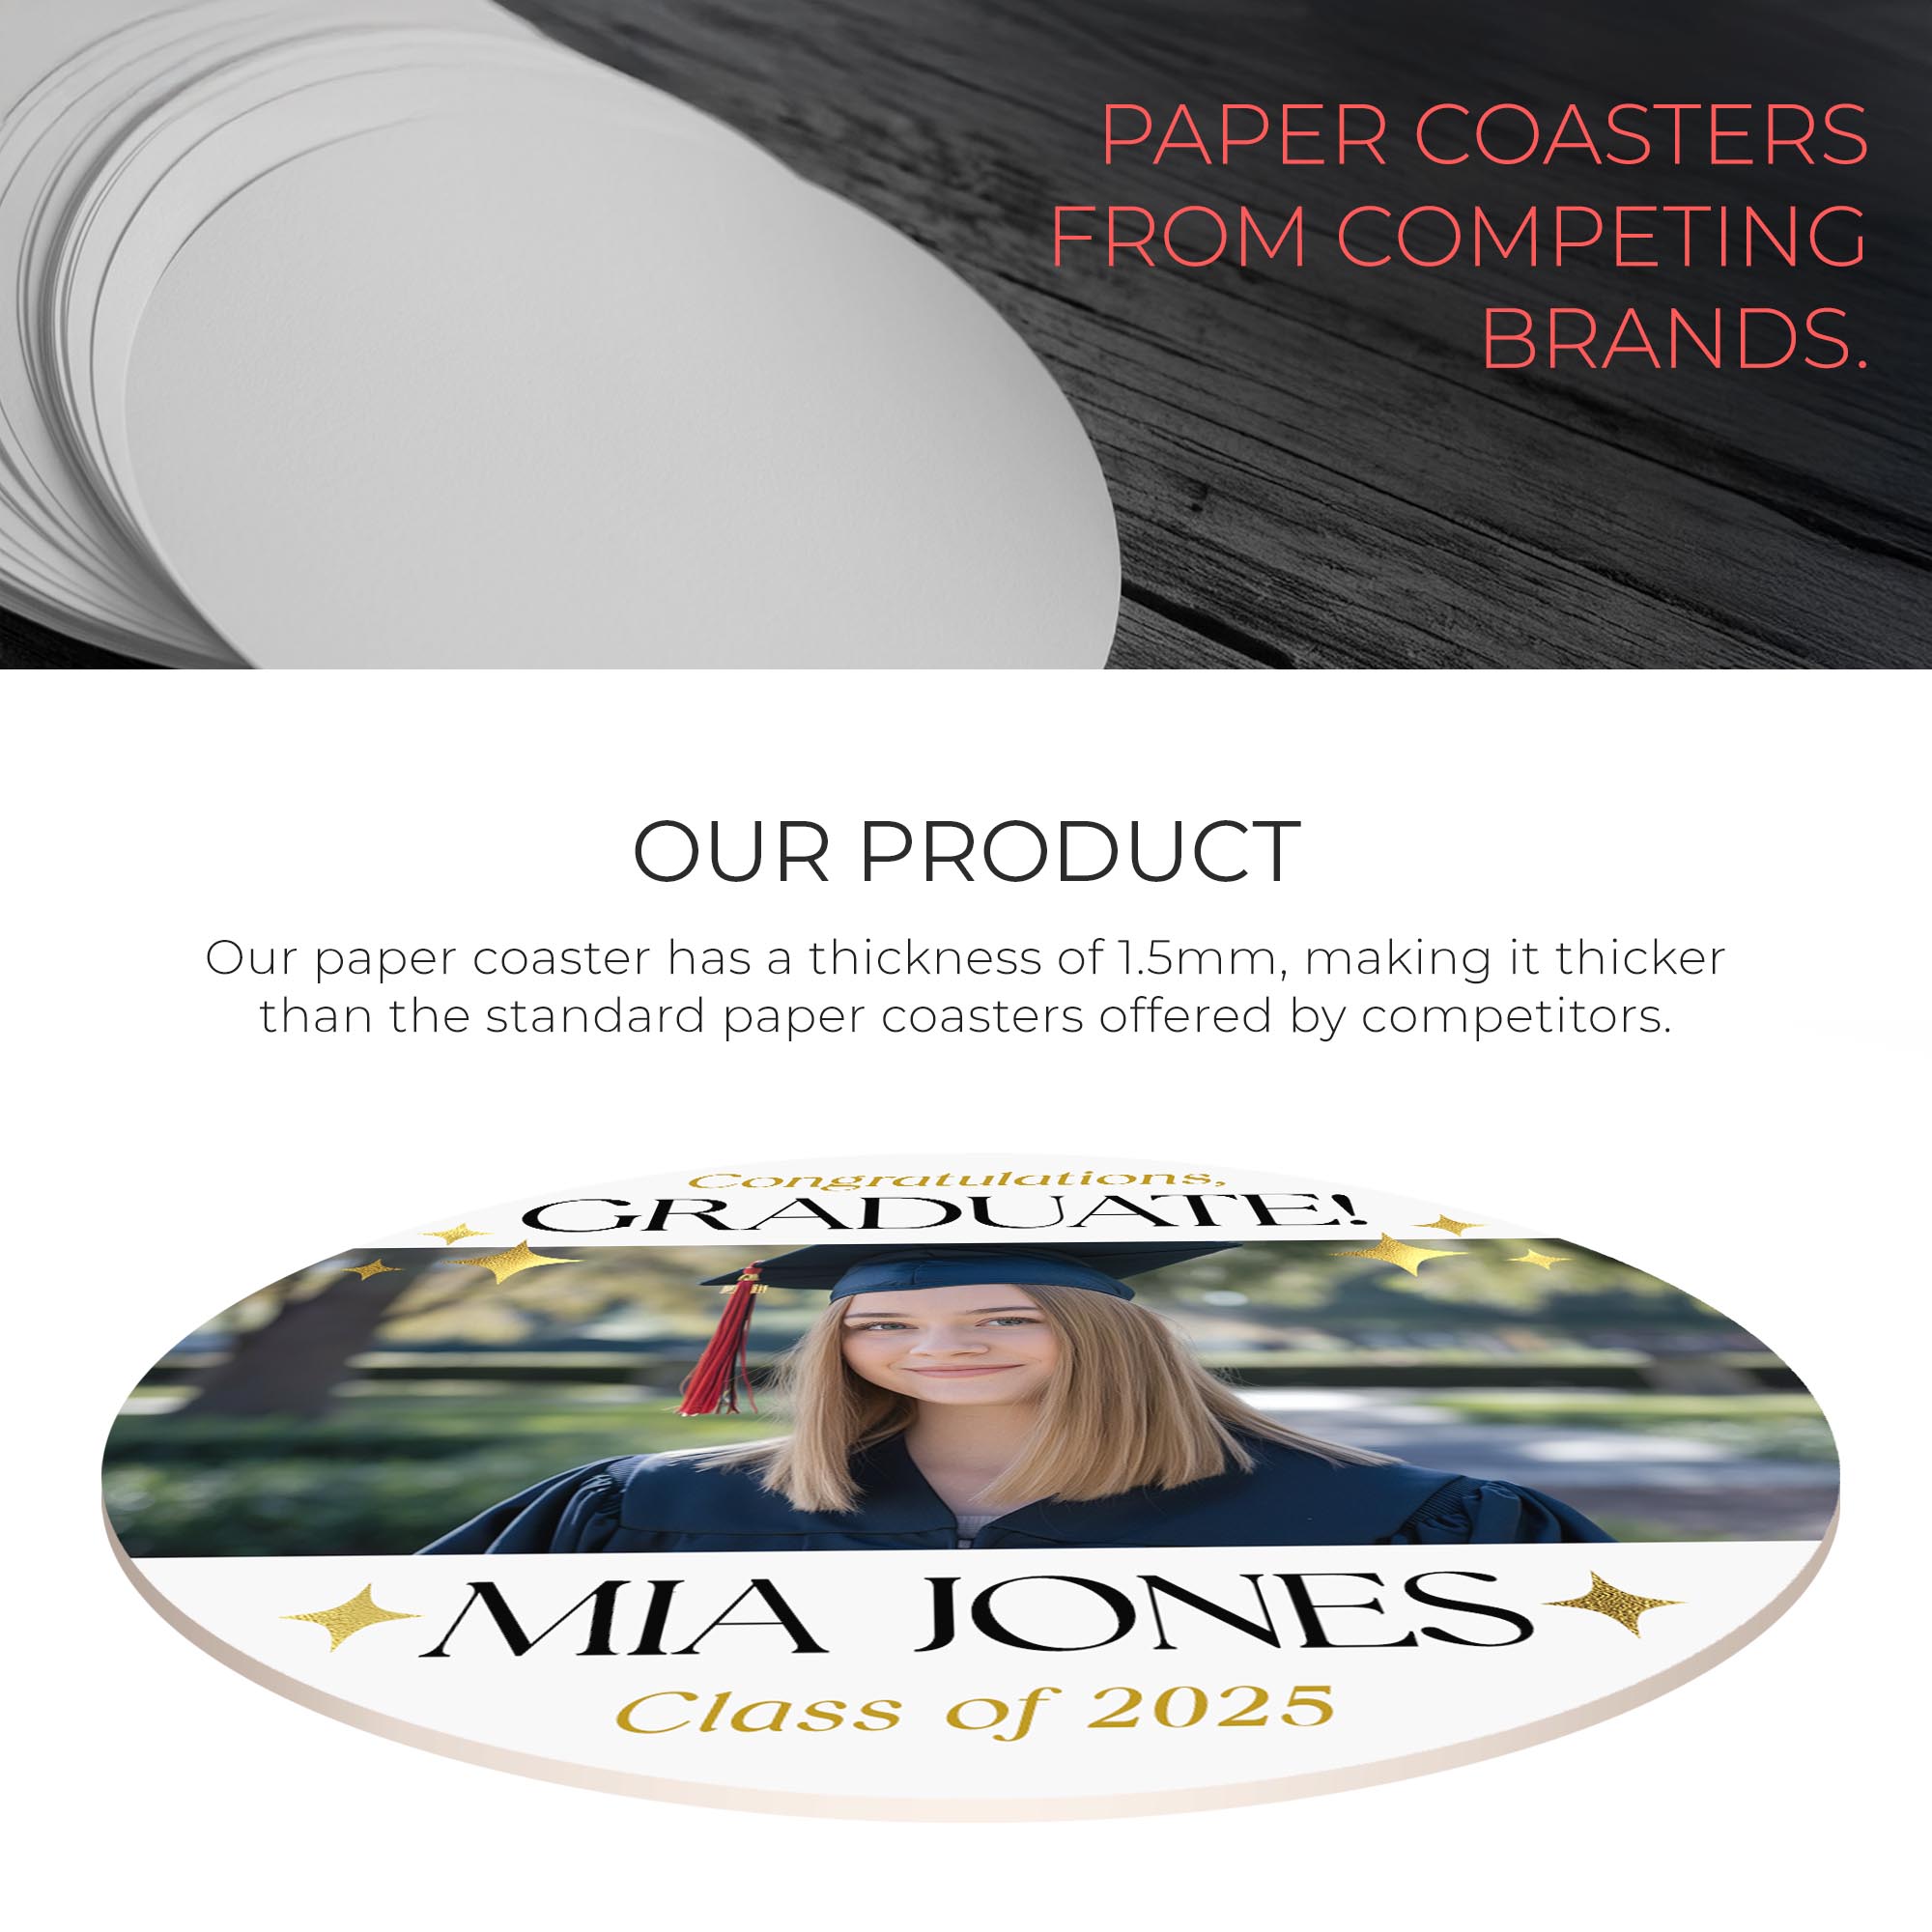 PAPER COASTERS
FROM COMPETING
BRANDS.
OUR PRODUCT
Our paper coaster has a thickness of 1.5mm, making it thicker
than the standard paper coasters offered by competitors.
Congratulations,
GRADUATE!
MIA JONES
Class of 2025